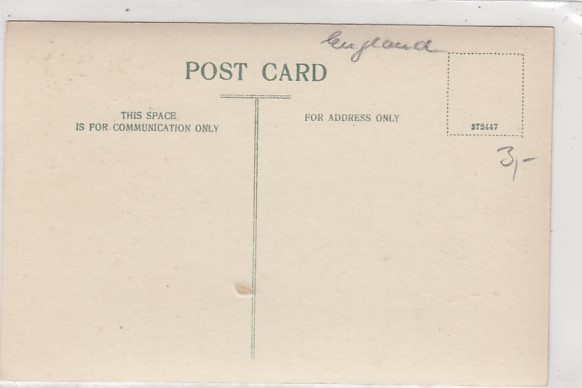 England
POST CARD
THIS SPACE
IS FOR COMMUNICATION ONLY
FOR ADDRESS ONLY
372447
3,-